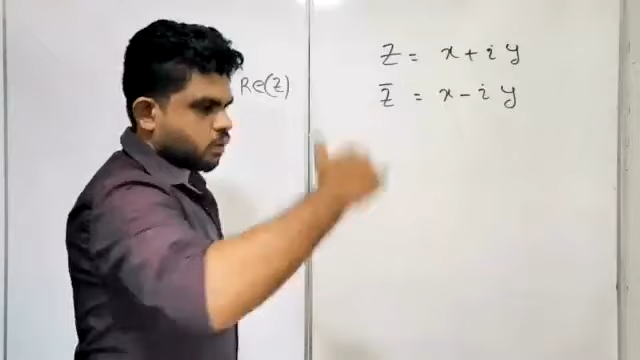 Re(z)
Z = x + i y
z̄ = x - i y